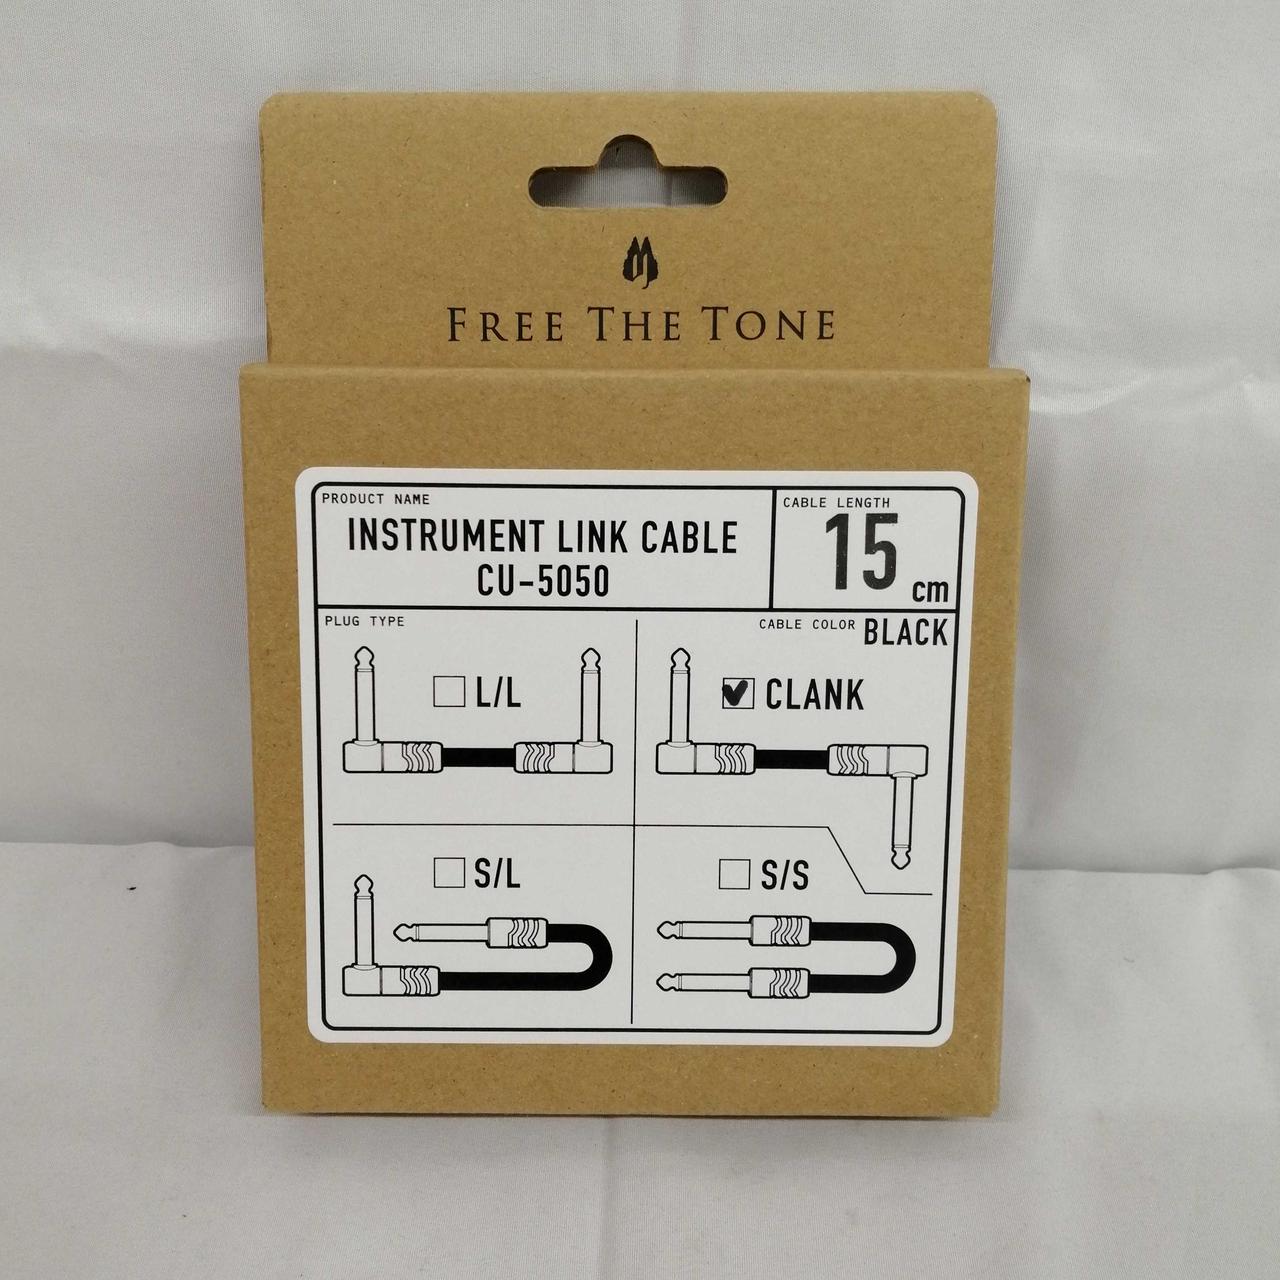 FREE THE TONE
PRODUCT NAME
INSTRUMENT LINK CABLE
CU-5050
CABLE LENGTH
15 cm
PLUG TYPE
CABLE COLOR BLACK
L/L
CLANK
S/L
S/S